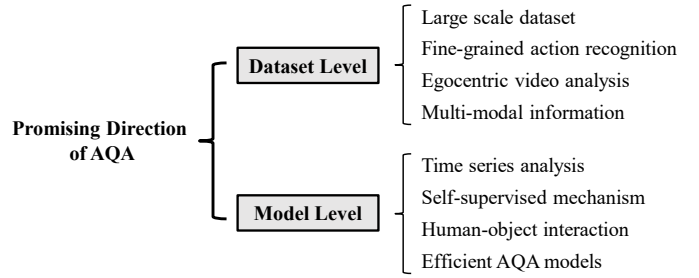 Promising Direction
of AQA
Dataset Level
Large scale dataset
Fine-grained action recognition
Egocentric video analysis
Multi-modal information
Model Level
Time series analysis
Self-supervised mechanism
Human-object interaction
Efficient AQA models